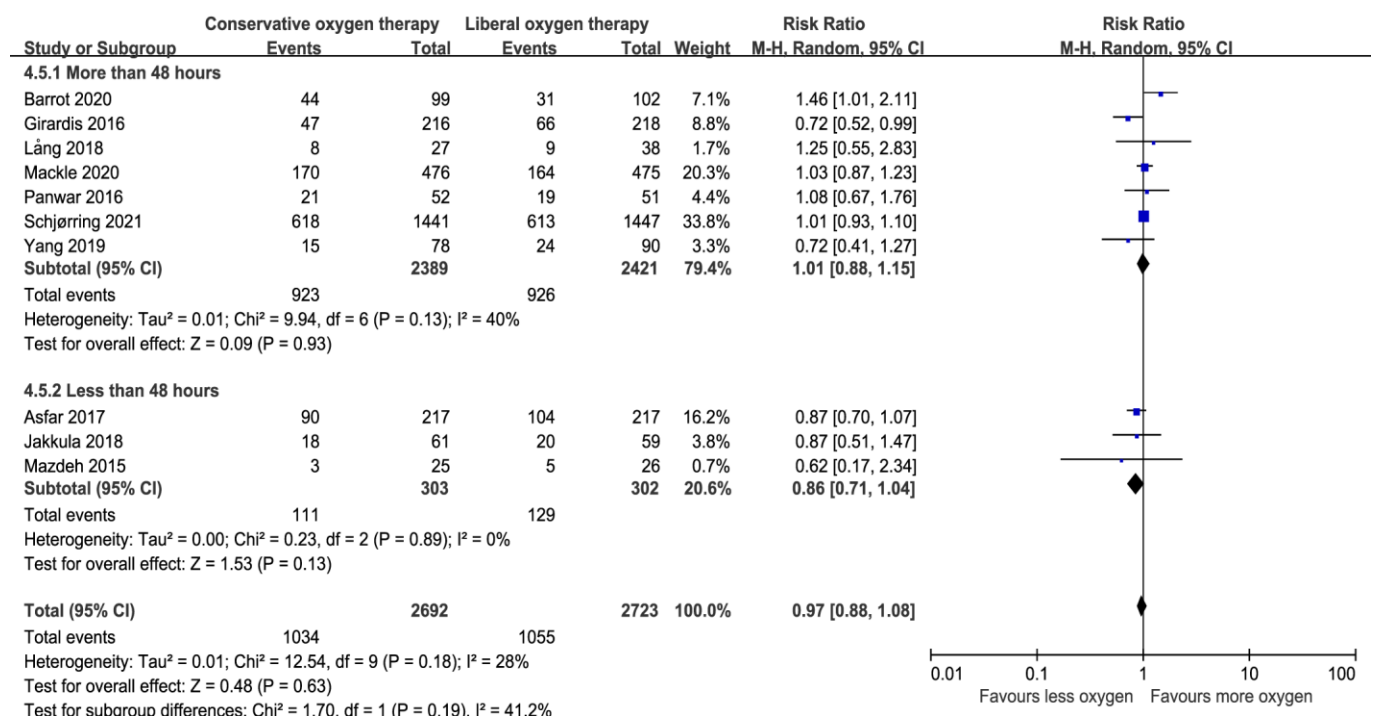 Conservative oxygen therapy Liberal oxygen therapy Risk Ratio Risk Ratio
Study or Subgroup Events Total Events Total Weight M-H, Random, 95% CI M-H, Random, 95% CI
4.5.1 More than 48 hours
Barrot 2020 44 99 31 102 7.1% 1.46 [1.01, 2.11]
Girardis 2016 47 216 66 218 8.8% 0.72 [0.52, 0.99]
Lång 2018 8 27 9 38 1.7% 1.25 [0.55, 2.83]
Mackle 2020 170 476 164 475 20.3% 1.03 [0.87, 1.23]
Panwar 2016 21 52 19 51 4.4% 1.08 [0.67, 1.76]
Schjørring 2021 618 1441 613 1447 33.8% 1.01 [0.93, 1.10]
Yang 2019 15 78 24 90 3.3% 0.72 [0.41, 1.27]
Subtotal (95% CI) 2389 2421 79.4% 1.01 [0.88, 1.15]
Total events 923 926
Heterogeneity: Tau² = 0.01; Chi² = 9.94, df = 6 (P = 0.13); I² = 40%
Test for overall effect: Z = 0.09 (P = 0.93)
4.5.2 Less than 48 hours
Asfar 2017 90 217 104 217 16.2% 0.87 [0.70, 1.07]
Jakkula 2018 18 61 20 59 3.8% 0.87 [0.51, 1.47]
Mazdeh 2015 3 25 5 26 0.7% 0.62 [0.17, 2.34]
Subtotal (95% CI) 303 302 20.6% 0.86 [0.71, 1.04]
Total events 111 129
Heterogeneity: Tau² = 0.00; Chi² = 0.23, df = 2 (P = 0.89); I² = 0%
Test for overall effect: Z = 1.53 (P = 0.13)
Total (95% CI) 2692 2723 100.0% 0.97 [0.88, 1.08]
Total events 1034 1055
Heterogeneity: Tau² = 0.01; Chi² = 12.54, df = 9 (P = 0.18); I² = 28%
Test for overall effect: Z = 0.48 (P = 0.63)
Test for subgroup differences: Chi² = 1.70, df = 1 (P = 0.19), I² = 41.2%
0.01 0.1 1 10 100
Favours less oxygen Favours more oxygen